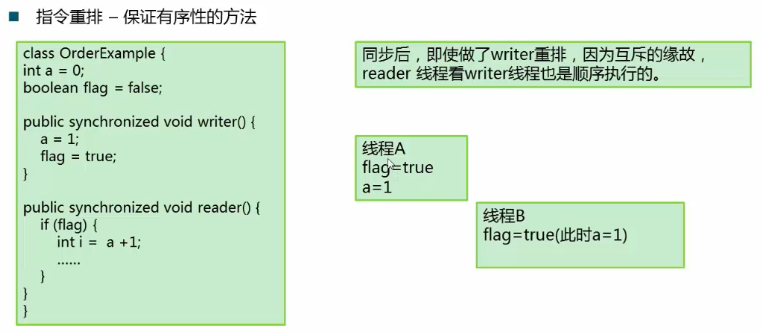 指令重排 – 保证有序性的方法
class OrderExample {
int a = 0;
boolean flag = false;
public synchronized void writer() {
a = 1;
flag = true;
}
public synchronized void reader() {
if (flag) {
int i = a +1;
……
}
}
}
同步后，即使做了writer重排，因为互斥的缘故，
reader 线程看writer线程也是顺序执行的。
线程A
flag=true
a=1
线程B
flag=true(此时a=1)